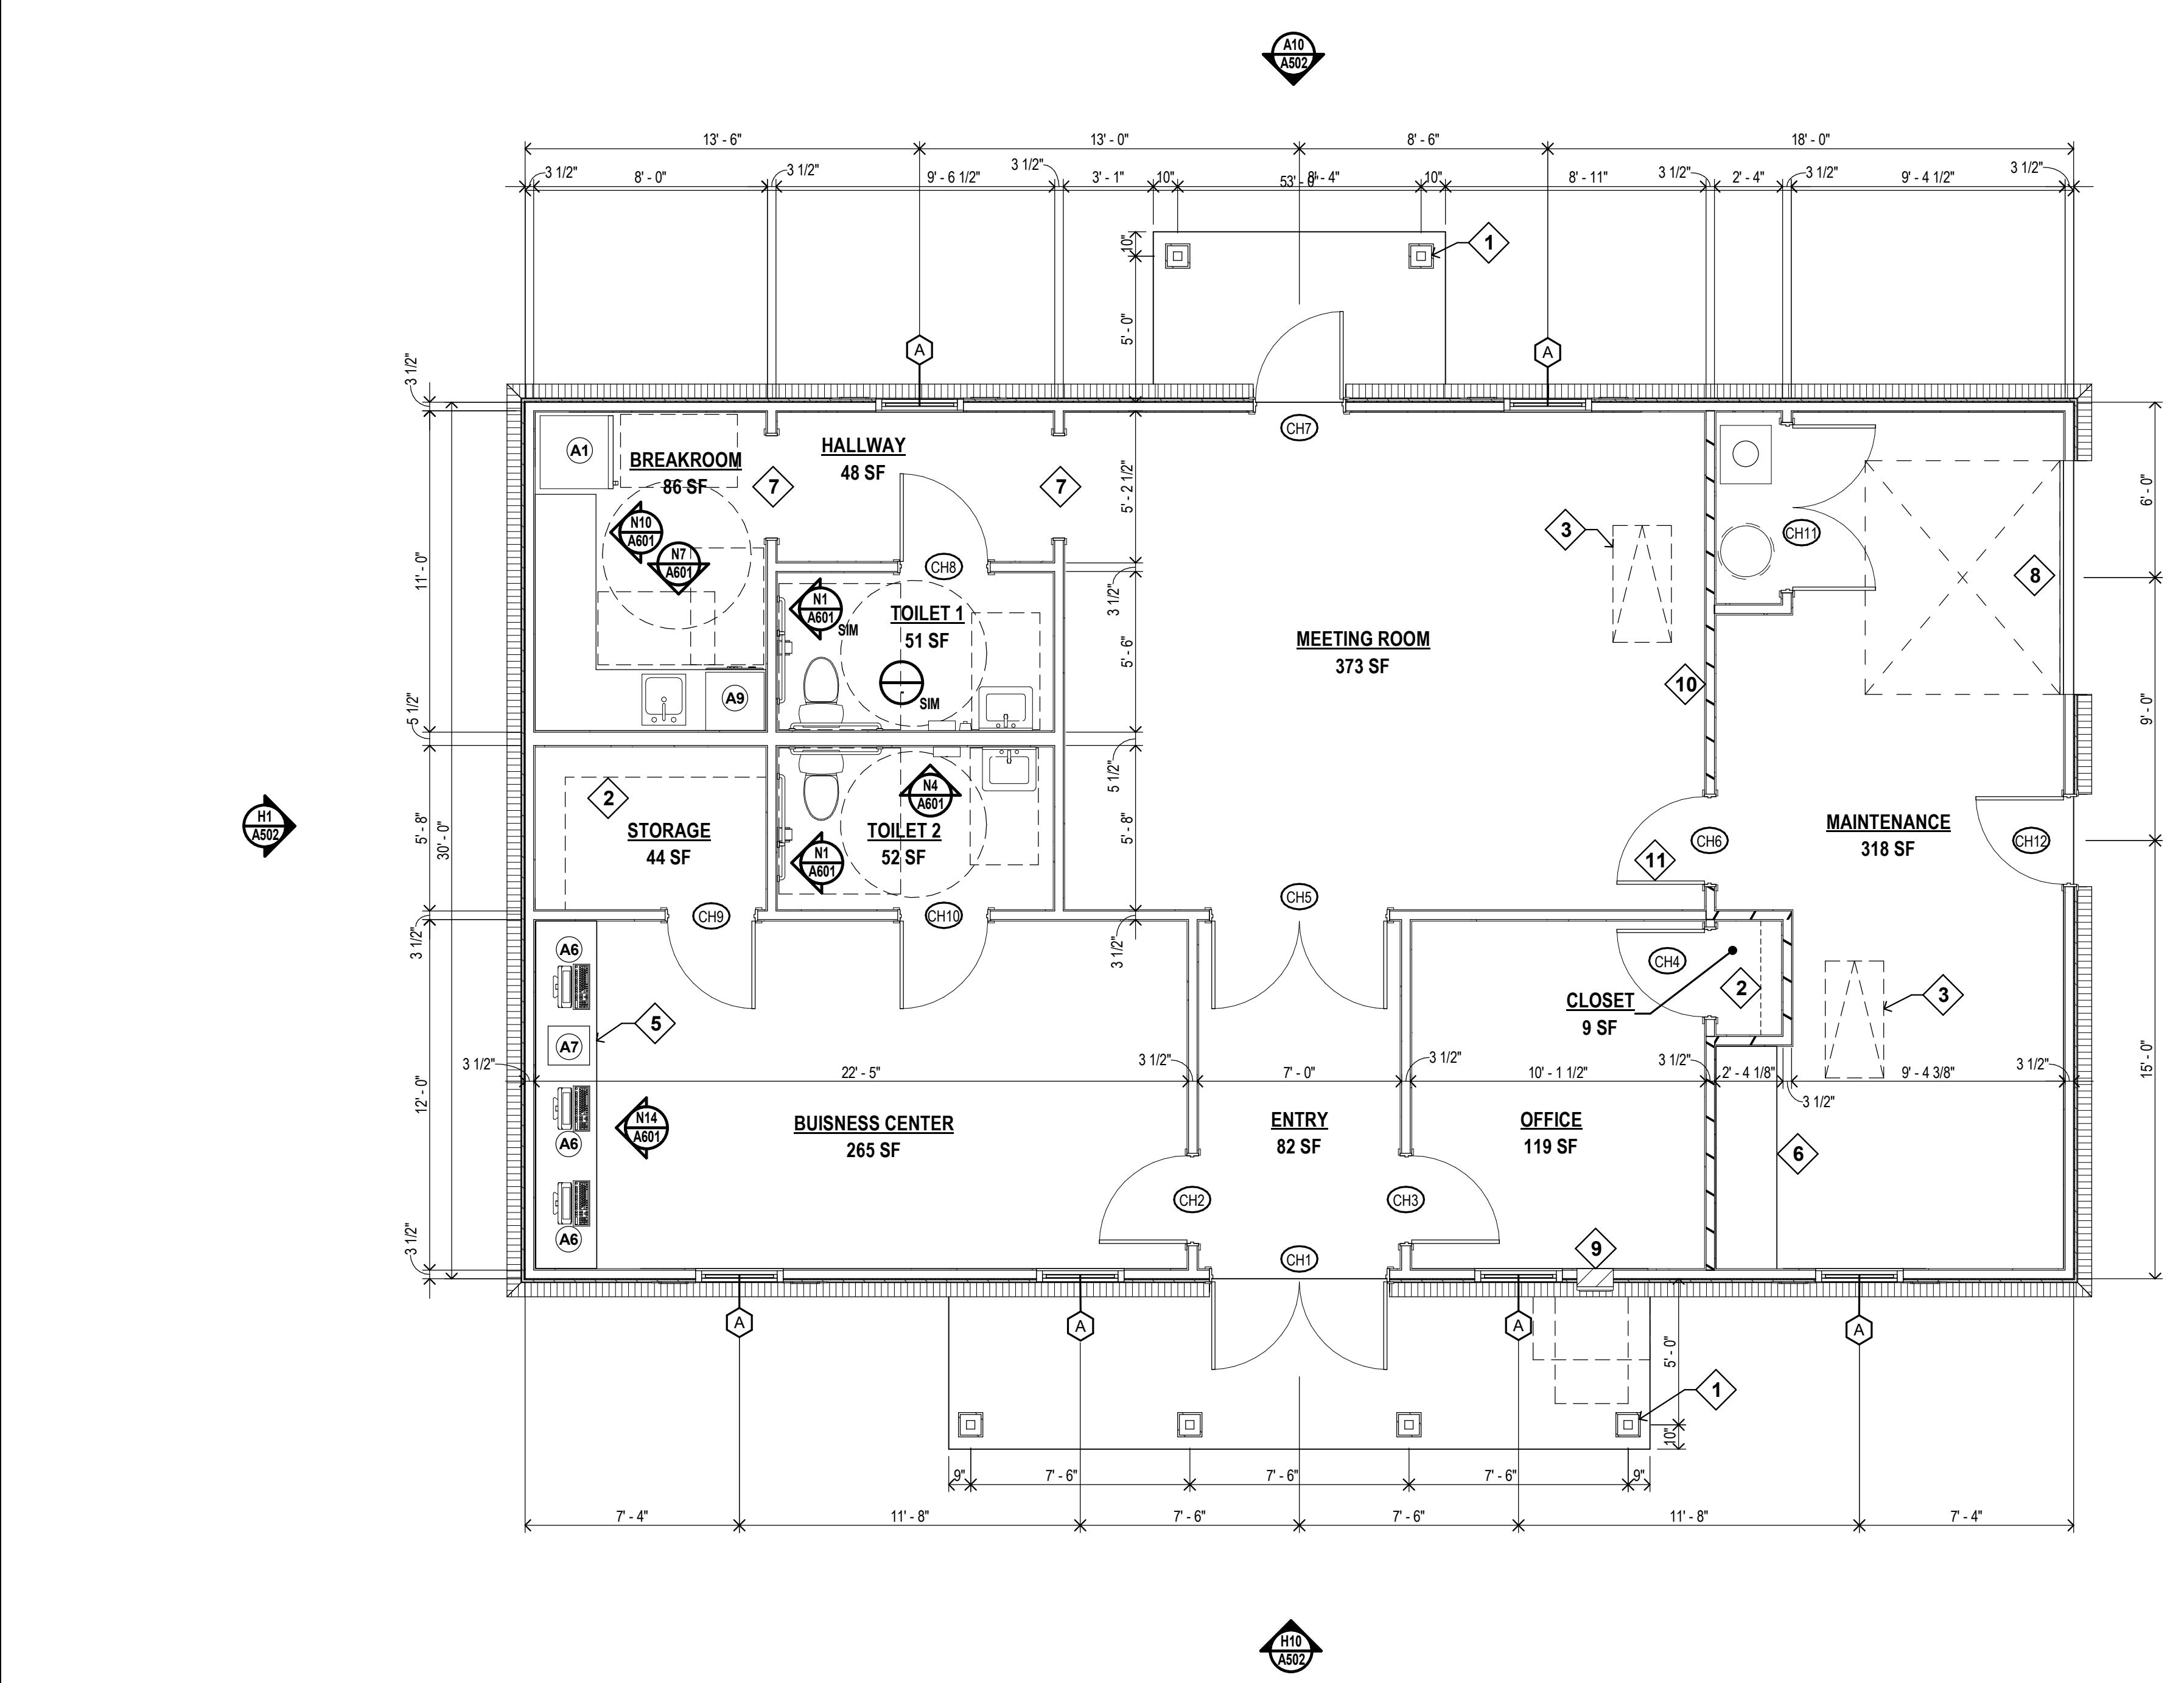 A10
A502
13' - 6"
13' - 0"
8' - 6"
18' - 0"
3 1/2"
8' - 0"
3 1/2"
9' - 6 1/2"
3 1/2"
3' - 1"
10"
53' - 0"
8' - 4"
10"
8' - 11"
3 1/2"
2' - 4"
3 1/2"
9' - 4 1/2"
3 1/2"
10"
1
5' - 0"
A
A
3 1/2"
CH7
A1
BREAKROOM
86 SF
HALLWAY
48 SF
7
7
5' - 2 1/2"
3
CH11
6' - 0"
N10
A601
N7
A601
CH8
8
11' - 0"
3 1/2"
N1
A601
SIM
TOILET 1
51 SF
MEETING ROOM
373 SF
5' - 6"
SIM
10
A9
5 1/2"
9' - 0"
5 1/2"
2
N4
A601
H1
A502
5' - 8"
30' - 0"
STORAGE
44 SF
TOILET 2
52 SF
N1
A601
5' - 8"
MAINTENANCE
318 SF
CH6
CH12
11
CH5
CH9
CH10
3 1/2"
3 1/2"
A6
CH4
CLOSET
9 SF
2
3
5
A7
3 1/2"
22' - 5"
3 1/2"
7' - 0"
3 1/2"
10' - 1 1/2"
3 1/2"
2' - 4 1/8"
3 1/2"
9' - 4 3/8"
3 1/2"
12' - 0"
15' - 0"
N14
A601
A6
BUISNESS CENTER
265 SF
ENTRY
82 SF
OFFICE
119 SF
6
CH2
CH3
A6
3 1/2"
CH1
9
A
A
A
A
5' - 0"
1
10"
9"
7' - 6"
7' - 6"
7' - 6"
9"
7' - 4"
11' - 8"
7' - 6"
7' - 6"
11' - 8"
7' - 4"
H10
A502